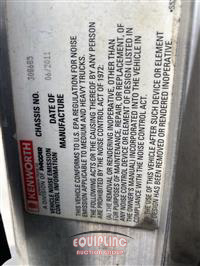 KENWORTH
A DIVISION OF PACCAR
VEHICLE NOISE EMISSION
CONTROL INFORMATION
CHASSIS NO. 308685
DATE OF 06/2011
MANUFACTURE
THIS VEHICLE CONFORMS TO U.S. EPA REGULATION FOR NOISE
EMISSION APPLICABLE TO MEDIUM AND HEAVY TRUCKS.
THE FOLLOWING ACTS OR THE CAUSING THEREOF BY ANY PERSON
ARE PROHIBITED BY THE NOISE CONTROL ACT OF 1972:
(A) THE REMOVAL OR RENDERING INOPERATIVE, OTHER THAN
FOR PURPOSES OF MAINTENANCE, REPAIR, OR REPLACEMENT, OF
ANY NOISE CONTROL DEVICE OR ELEMENT OF DESIGN (LISTED IN
THE OWNER'S MANUAL) INCORPORATED INTO THE VEHICLE IN
COMPLIANCE WITH THE NOISE CONTROL ACT;
THE USE OF THIS VEHICLE AFTER SUCH DEVICE OR ELEMENT
OF DESIGN HAS BEEN REMOVED OR RENDERED INOPERATIVE.
EQUIPLINC